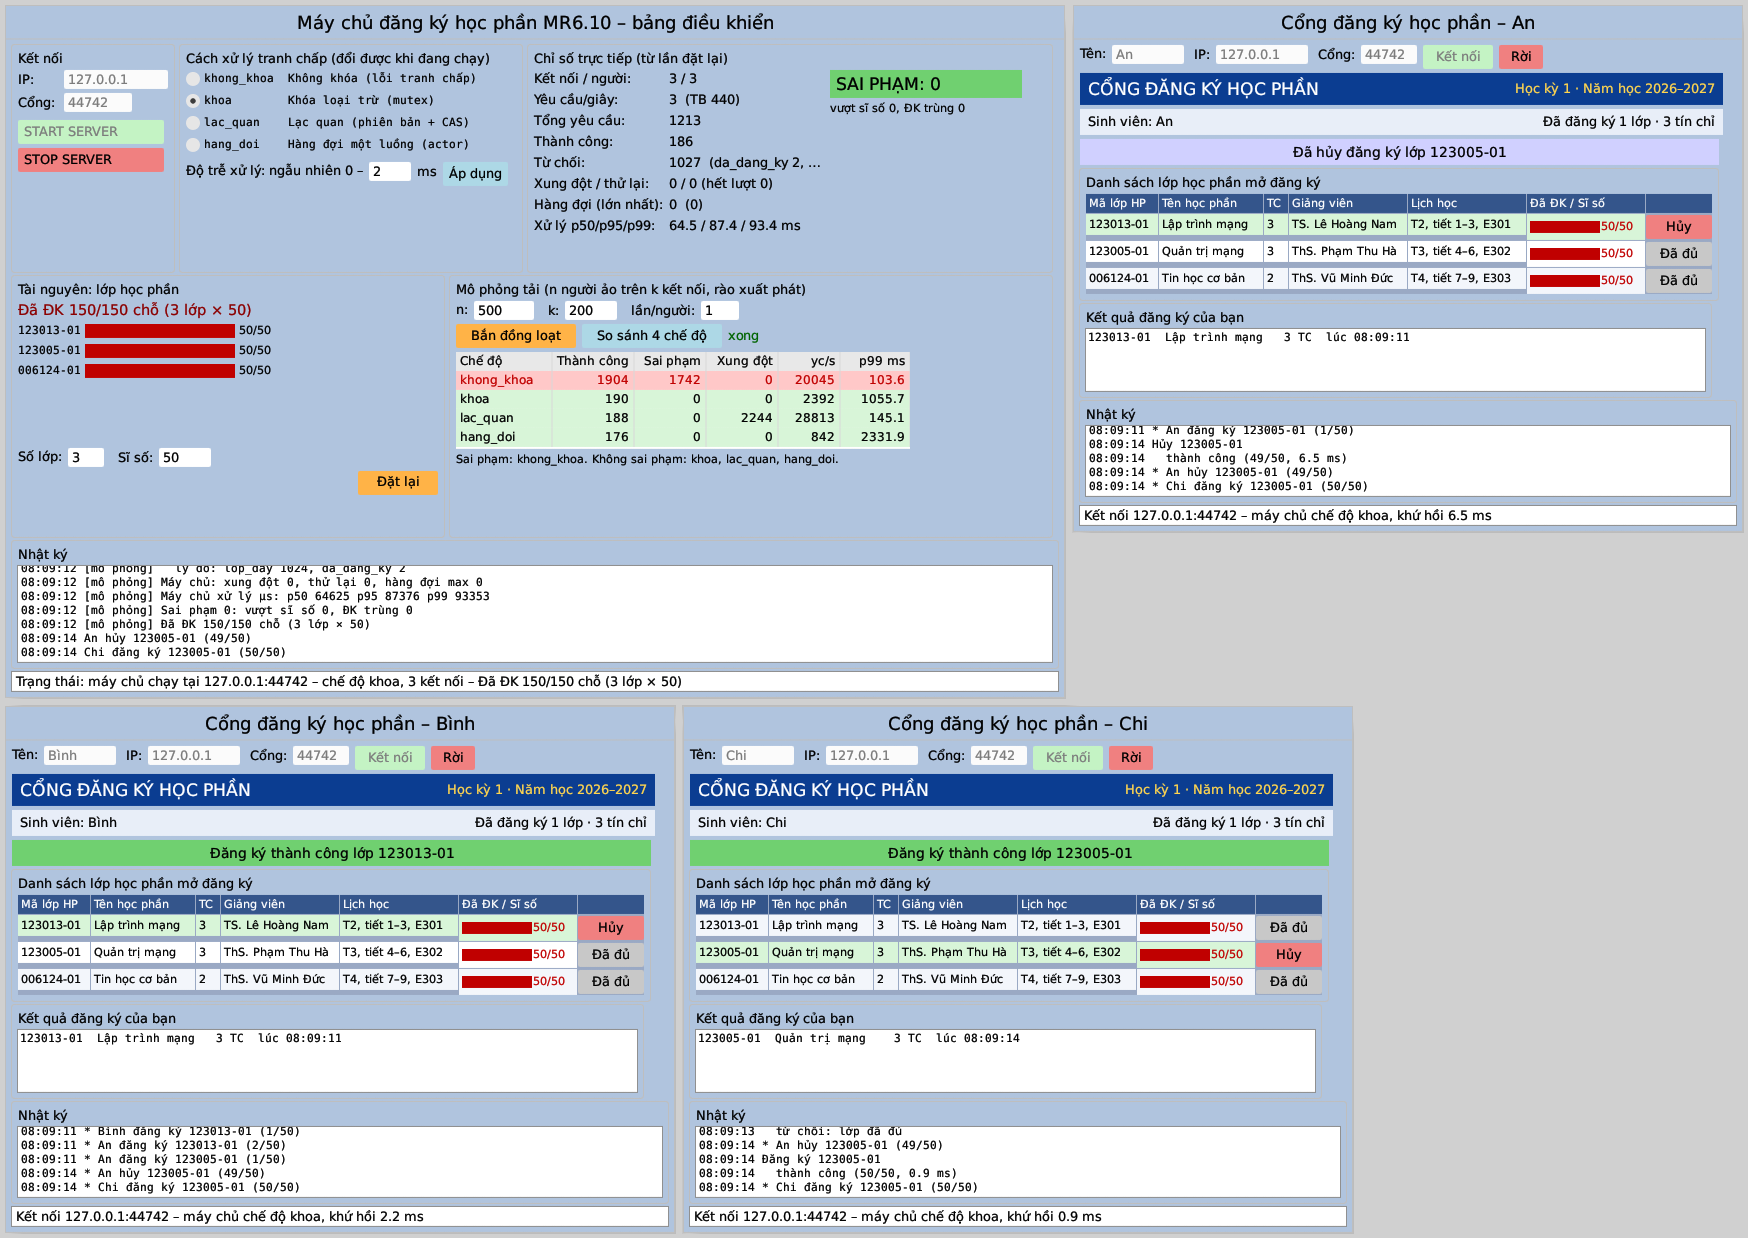 Máy chủ đăng ký học phần MR6.10 – bảng điều khiển
Kết nối
IP: 127.0.0.1
Cổng: 44742
START SERVER
STOP SERVER
Cách xử lý tranh chấp (đổi được khi đang chạy)
khong_khoa Không khóa (lỗi tranh chấp)
khoa Khóa loại trừ (mutex)
lac_quan Lạc quan (phiên bản + CAS)
hang_doi Hàng đợi một luồng (actor)
Độ trễ xử lý: ngẫu nhiên 0 – 2 ms Áp dụng
Chỉ số trực tiếp (từ lần đặt lại)
Kết nối / người: 3 / 3
Yêu cầu/giây: 3 (TB 440)
Tổng yêu cầu: 1213
Thành công: 186
Từ chối: 1027 (da_dang_ky 2, ...
Xung đột / thử lại: 0 / 0 (hết lượt 0)
Hàng đợi (lớn nhất): 0 (0)
Xử lý p50/p95/p99: 64.5 / 87.4 / 93.4 ms
SAI PHẠM: 0
vượt sĩ số 0, ĐK trùng 0
Tài nguyên: lớp học phần
Đã ĐK 150/150 chỗ (3 lớp × 50)
123013-01 50/50
123005-01 50/50
006124-01 50/50
Số lớp: 3 Sĩ số: 50
Đặt lại
Mô phỏng tải (n người ảo trên k kết nối, rào xuất phát)
n: 500 k: 200 lần/người: 1
Bắn đồng loạt So sánh 4 chế độ xong
Chế độ Thành công Sai phạm Xung đột yc/s p99 ms
khong_khoa 1904 1742 0 20045 103.6
khoa 190 0 0 2392 1055.7
lac_quan 188 0 2244 28813 145.1
hang_doi 176 0 0 842 2331.9
Sai phạm: khong_khoa. Không sai phạm: khoa, lac_quan, hang_doi.
Nhật ký
08:09:12 [mô phỏng] lý do: lop_day 1024, da_dang_ky 2
08:09:12 [mô phỏng] Máy chủ: xung đột 0, thử lại 0, hàng đợi max 0
08:09:12 [mô phỏng] Máy chủ xử lý µs: p50 64625 p95 87376 p99 93353
08:09:12 [mô phỏng] Sai phạm 0: vượt sĩ số 0, ĐK trùng 0
08:09:12 [mô phỏng] Đã ĐK 150/150 chỗ (3 lớp × 50)
08:09:14 An hủy 123005-01 (49/50)
08:09:14 Chi đăng ký 123005-01 (50/50)
Trạng thái: máy chủ chạy tại 127.0.0.1:44742 – chế độ khoa, 3 kết nối – Đã ĐK 150/150 chỗ (3 lớp × 50)
Cổng đăng ký học phần – An
Tên: An IP: 127.0.0.1 Cổng: 44742 Kết nối Rời
CỔNG ĐĂNG KÝ HỌC PHẦN Học kỳ 1 · Năm học 2026–2027
Sinh viên: An Đã đăng ký 1 lớp · 3 tín chỉ
Đã hủy đăng ký lớp 123005-01
Danh sách lớp học phần mở đăng ký
Mã lớp HP Tên học phần TC Giảng viên Lịch học Đã ĐK / Sĩ số
123013-01 Lập trình mạng 3 TS. Lê Hoàng Nam T2, tiết 1–3, E301 50/50 Hủy
123005-01 Quản trị mạng 3 ThS. Phạm Thu Hà T3, tiết 4–6, E302 50/50 Đã đủ
006124-01 Tin học cơ bản 2 ThS. Vũ Minh Đức T4, tiết 7–9, E303 50/50 Đã đủ
Kết quả đăng ký của bạn
123013-01 Lập trình mạng 3 TC lúc 08:09:11
Nhật ký
08:09:11 * An đăng ký 123005-01 (1/50)
08:09:14 Hủy 123005-01
08:09:14 thành công (49/50, 6.5 ms)
08:09:14 * An hủy 123005-01 (49/50)
08:09:14 * Chi đăng ký 123005-01 (50/50)
Kết nối 127.0.0.1:44742 – máy chủ chế độ khoa, khứ hồi 6.5 ms
Cổng đăng ký học phần – Bình
Tên: Bình IP: 127.0.0.1 Cổng: 44742 Kết nối Rời
CỔNG ĐĂNG KÝ HỌC PHẦN Học kỳ 1 · Năm học 2026–2027
Sinh viên: Bình Đã đăng ký 1 lớp · 3 tín chỉ
Đăng ký thành công lớp 123013-01
Danh sách lớp học phần mở đăng ký
Mã lớp HP Tên học phần TC Giảng viên Lịch học Đã ĐK / Sĩ số
123013-01 Lập trình mạng 3 TS. Lê Hoàng Nam T2, tiết 1–3, E301 50/50 Hủy
123005-01 Quản trị mạng 3 ThS. Phạm Thu Hà T3, tiết 4–6, E302 50/50 Đã đủ
006124-01 Tin học cơ bản 2 ThS. Vũ Minh Đức T4, tiết 7–9, E303 50/50 Đã đủ
Kết quả đăng ký của bạn
123013-01 Lập trình mạng 3 TC lúc 08:09:11
Nhật ký
08:09:11 * Bình đăng ký 123013-01 (1/50)
08:09:11 * An đăng ký 123013-01 (2/50)
08:09:11 * An đăng ký 123005-01 (1/50)
08:09:14 * An hủy 123005-01 (49/50)
08:09:14 * Chi đăng ký 123005-01 (50/50)
Kết nối 127.0.0.1:44742 – máy chủ chế độ khoa, khứ hồi 2.2 ms
Cổng đăng ký học phần – Chi
Tên: Chi IP: 127.0.0.1 Cổng: 44742 Kết nối Rời
CỔNG ĐĂNG KÝ HỌC PHẦN Học kỳ 1 · Năm học 2026–2027
Sinh viên: Chi Đã đăng ký 1 lớp · 3 tín chỉ
Đăng ký thành công lớp 123005-01
Danh sách lớp học phần mở đăng ký
Mã lớp HP Tên học phần TC Giảng viên Lịch học Đã ĐK / Sĩ số
123013-01 Lập trình mạng 3 TS. Lê Hoàng Nam T2, tiết 1–3, E301 50/50 Đã đủ
123005-01 Quản trị mạng 3 ThS. Phạm Thu Hà T3, tiết 4–6, E302 50/50 Hủy
006124-01 Tin học cơ bản 2 ThS. Vũ Minh Đức T4, tiết 7–9, E303 50/50 Đã đủ
Kết quả đăng ký của bạn
123005-01 Quản trị mạng 3 TC lúc 08:09:14
Nhật ký
08:09:13 từ chối: lớp đã đủ
08:09:14 * An hủy 123005-01 (49/50)
08:09:14 Đăng ký 123005-01
08:09:14 thành công (50/50, 0.9 ms)
08:09:14 * Chi đăng ký 123005-01 (50/50)
Kết nối 127.0.0.1:44742 – máy chủ chế độ khoa, khứ hồi 0.9 ms